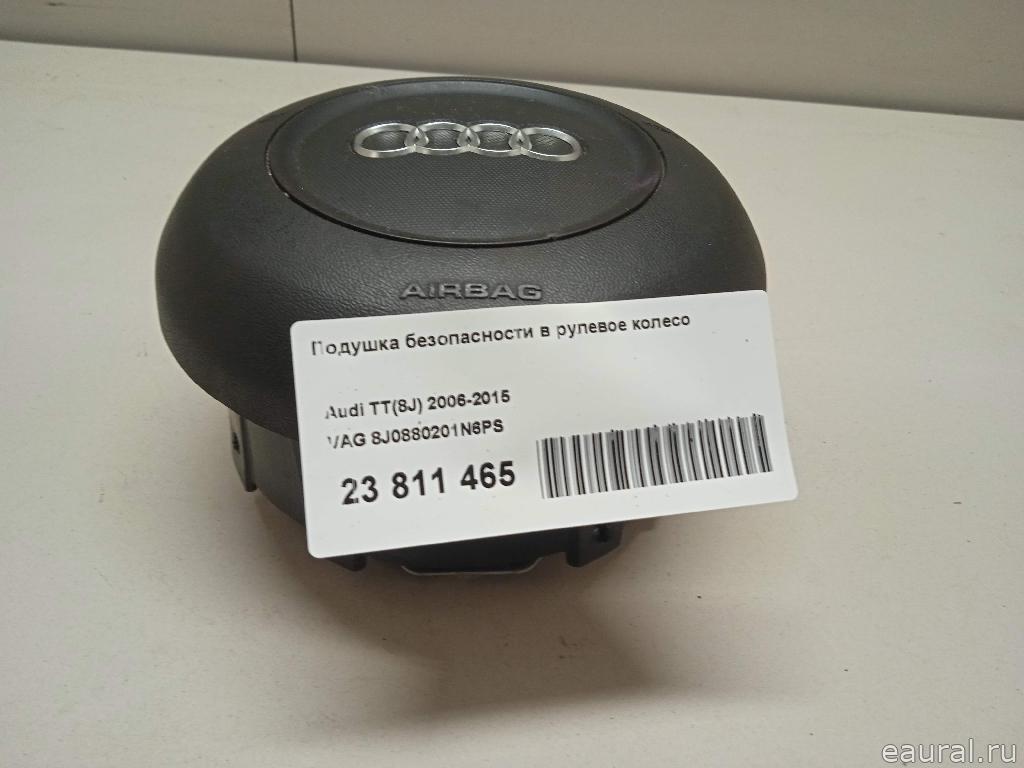 AIRBAG
Подушка безопасности в рулевое колесо
Audi TT(8J) 2006-2015
VAG 8J0880201N6PS
23 811 465
eaural.ru